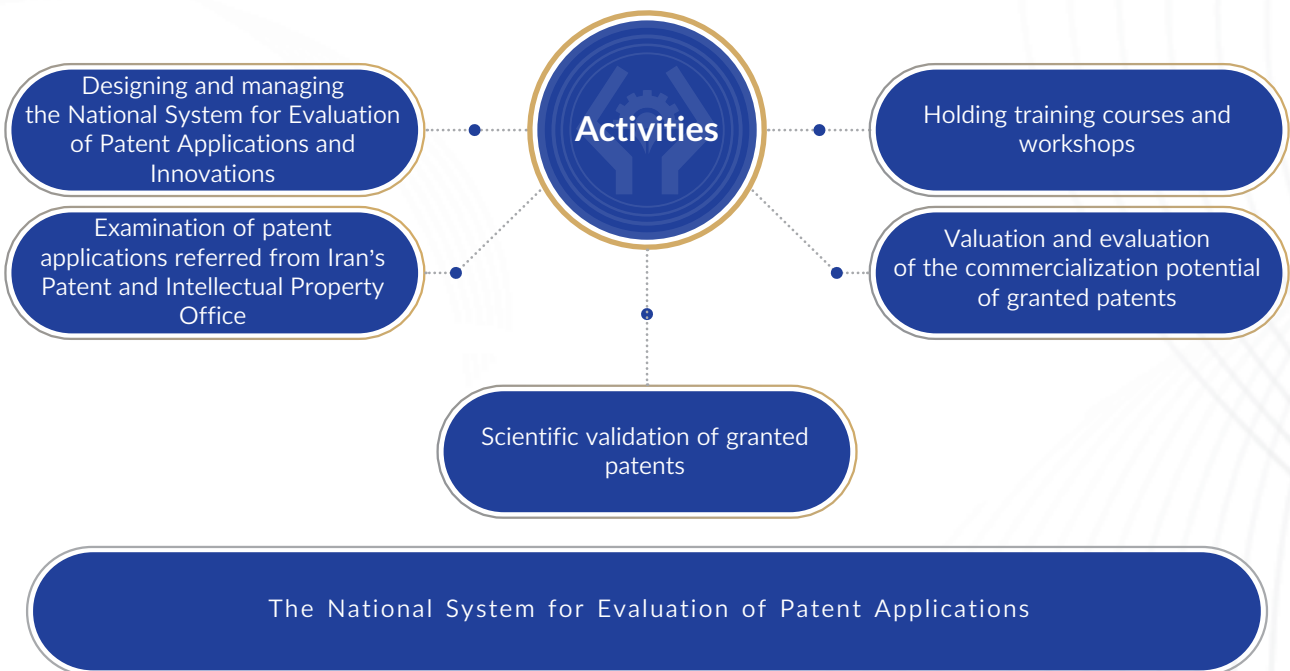 Activities
Designing and managing
the National System for Evaluation
of Patent Applications and
Innovations
Holding training courses and
workshops
Examination of patent
applications referred from Iran’s
Patent and Intellectual Property
Office
Valuation and evaluation
of the commercialization potential
of granted patents
Scientific validation of granted
patents
The National System for Evaluation of Patent Applications